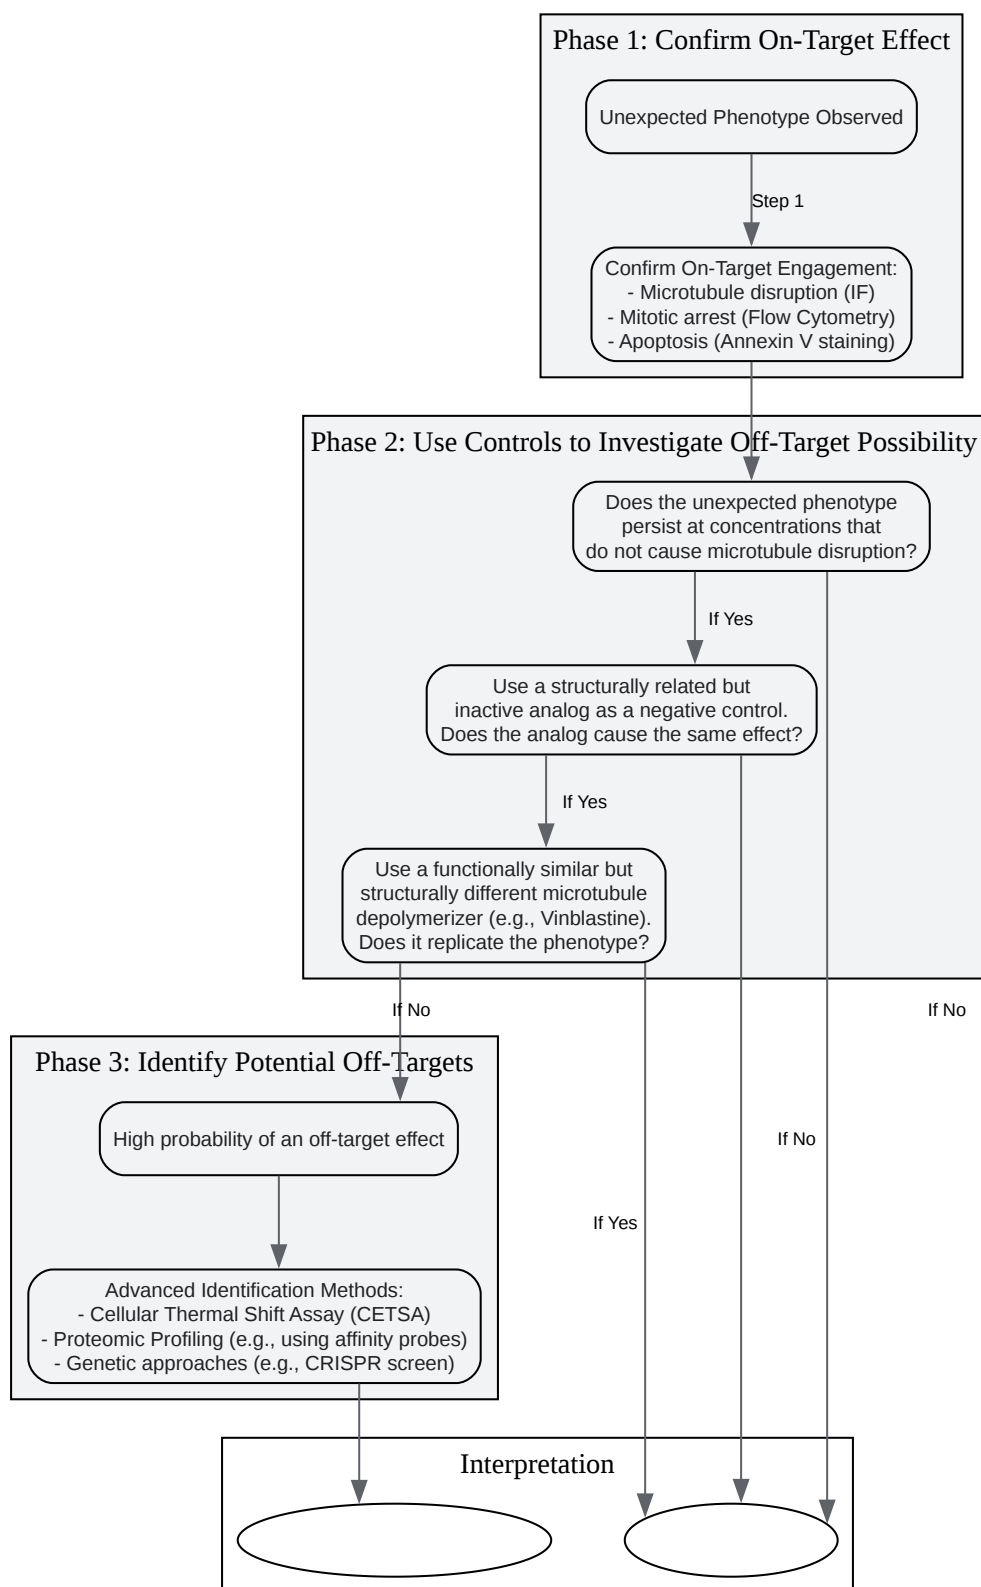 Phase 1: Confirm On-Target Effect
Unexpected Phenotype Observed
Step 1
Confirm On-Target Engagement:
- Microtubule disruption (IF)
- Mitotic arrest (Flow Cytometry)
- Apoptosis (Annexin V staining)
Phase 2: Use Controls to Investigate Off-Target Possibility
Does the unexpected phenotype
persist at concentrations that
do not cause microtubule disruption?
If Yes
Use a structurally related but
inactive analog as a negative control.
Does the analog cause the same effect?
If Yes
Use a functionally similar but
structurally different microtubule
depolymerizer (e.g., Vinblastine).
Does it replicate the phenotype?
If No
If No
Phase 3: Identify Potential Off-Targets
High probability of an off-target effect
If No
If Yes
Advanced Identification Methods:
- Cellular Thermal Shift Assay (CETSA)
- Proteomic Profiling (e.g., using affinity probes)
- Genetic approaches (e.g., CRISPR screen)
Interpretation